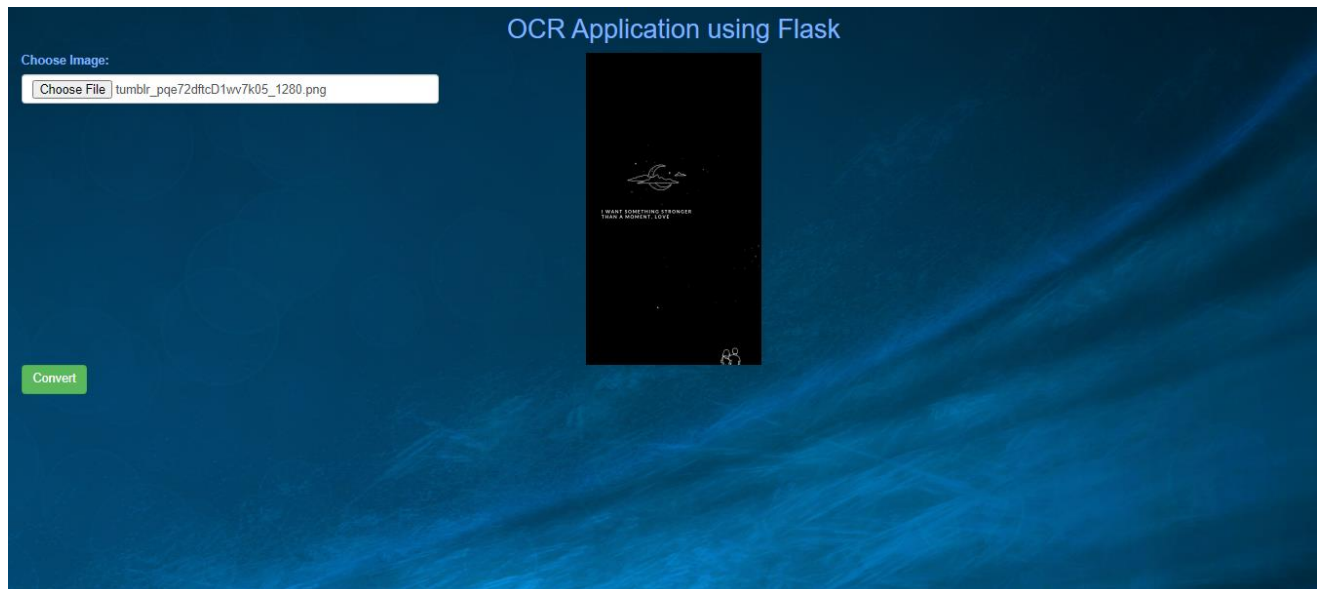 OCR Application using Flask
Choose Image:
Choose File tumblr_pqe72dftcD1wv7k05_1280.png
I WANT SOMETHING STRONGER
THAN A MOMENT, LOVE
Convert